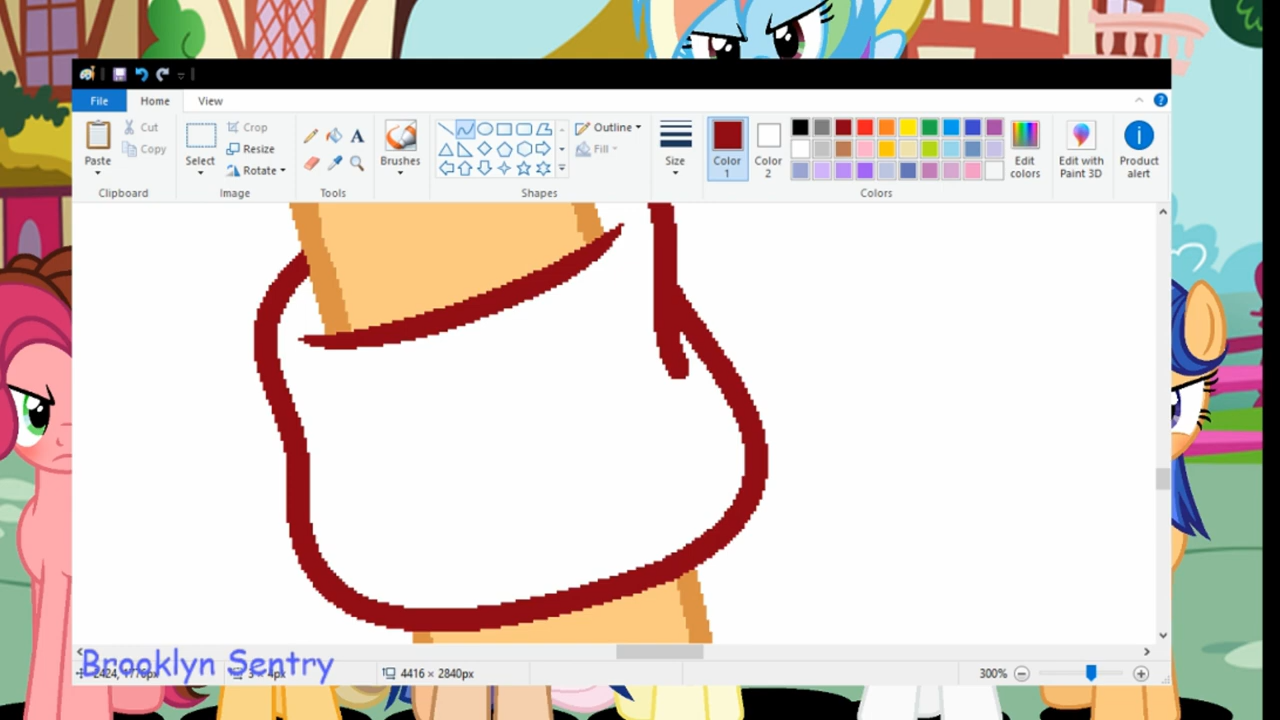 File Home View
Cut
Copy
Paste
Clipboard
Select
Crop
Resize
Rotate
Image
A
Tools
Brushes
Outline
Fill
Shapes
Size
Color
1
Color
2
Edit
colors
Colors
Edit with
Paint 3D
Product
alert
Brooklyn Sentry
4416 × 2840px
300%